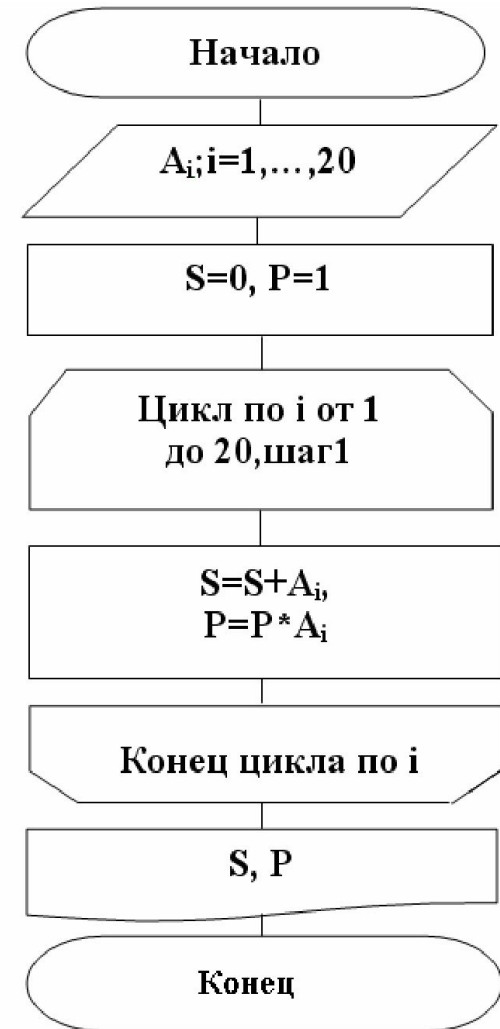 Начало
Aᵢ;i=1,…,20
S=0, P=1
Цикл по i от 1
до 20,шаг1
S=S+Aᵢ,
P=P*Aᵢ
Конец цикла по i
S, P
Конец